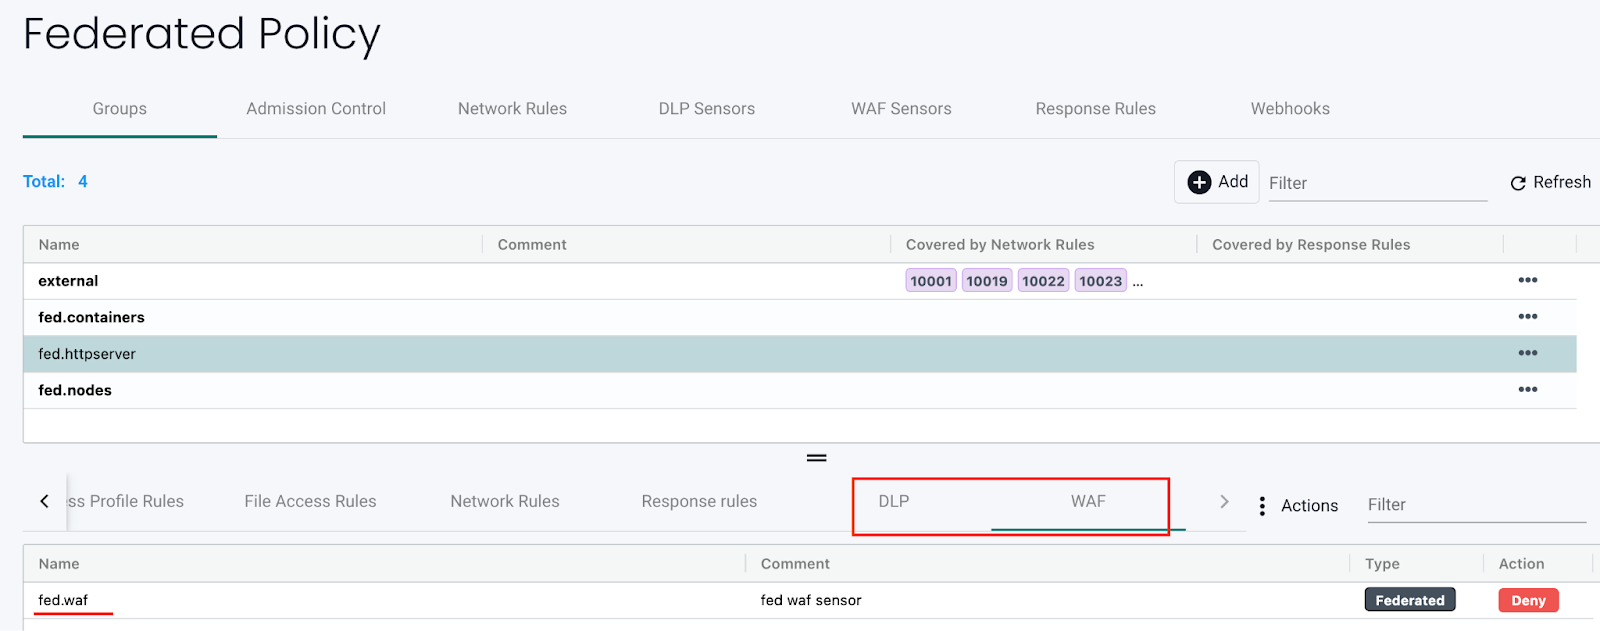 Federated Policy
Groups Admission Control Network Rules DLP Sensors WAF Sensors Response Rules Webhooks
Total: 4 Add Filter Refresh
Name Comment Covered by Network Rules Covered by Response Rules
external 10001 10019 10022 10023 ...
fed.containers
fed.httpserver
fed.nodes
ss Profile Rules File Access Rules Network Rules Response rules DLP WAF Actions Filter
Name Comment Type Action
fed.waf fed waf sensor Federated Deny